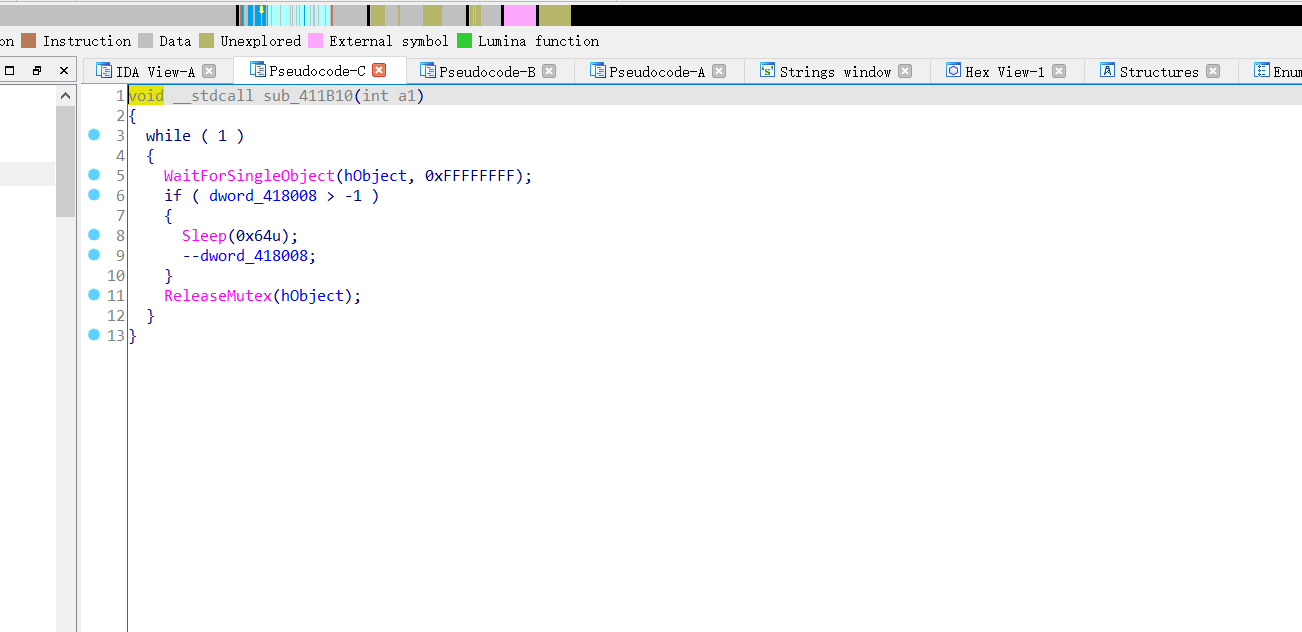 on Instruction Data Unexplored External symbol Lumina function
IDA View-A Pseudocode-C Pseudocode-B Pseudocode-A Strings window Hex View-1 Structures Enum
1 void __stdcall sub_411B10(int a1)
2 {
3 while ( 1 )
4 {
5 WaitForSingleObject(hObject, 0xFFFFFFFF);
6 if ( dword_418008 > -1 )
7 {
8 Sleep(0x64u);
9 --dword_418008;
10 }
11 ReleaseMutex(hObject);
12 }
13 }